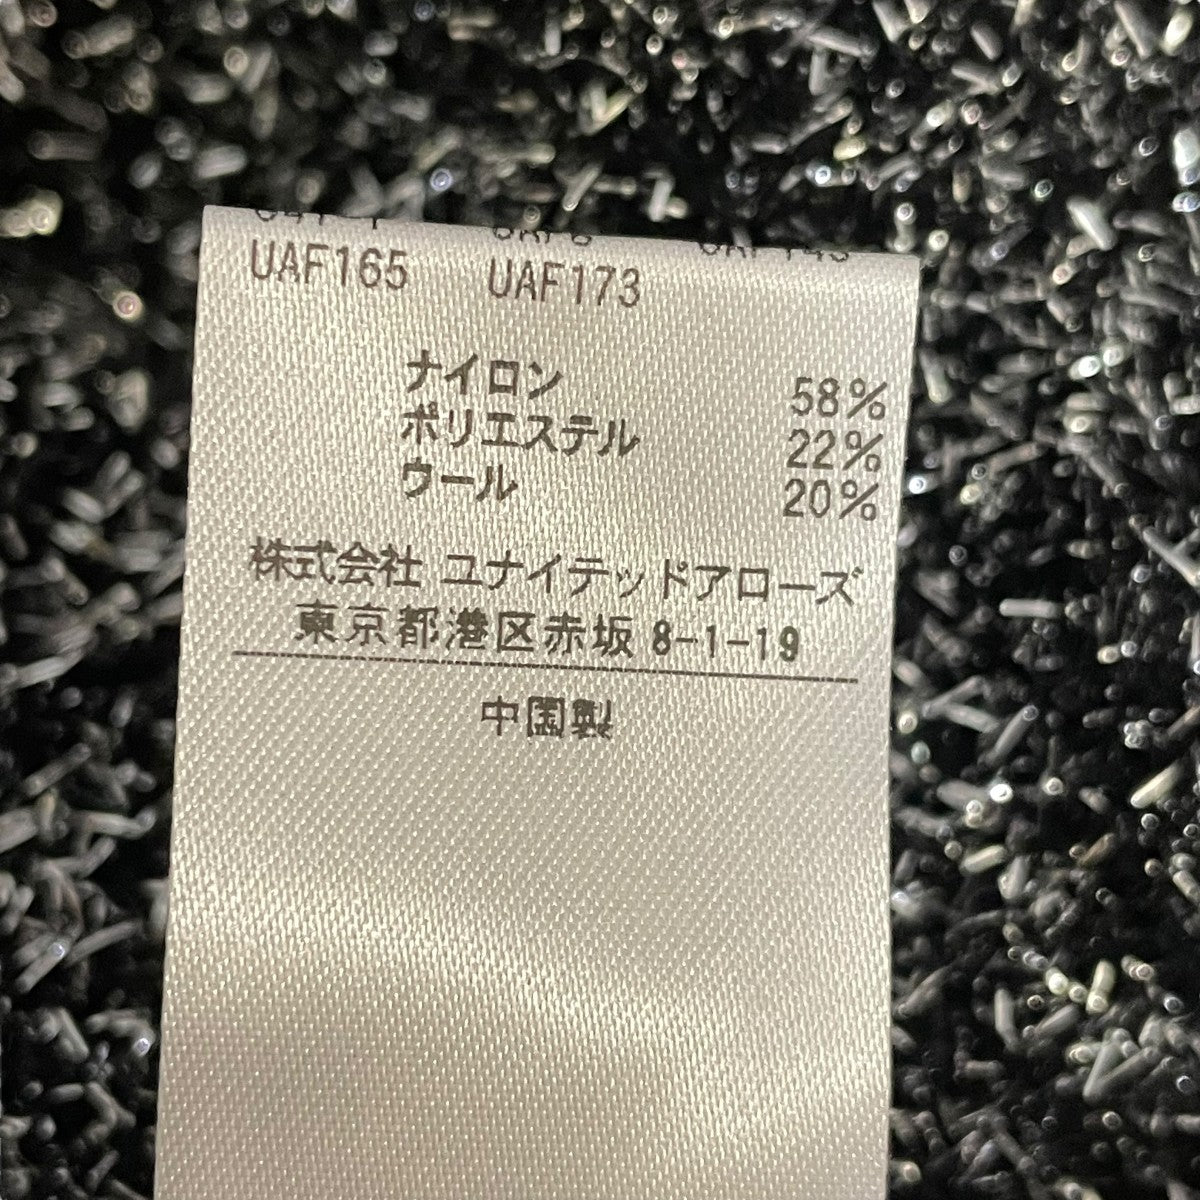 UAF165 UAF173
ナイロン 58%
ポリエステル 22%
ウール 20%
株式会社 ユナイテッドアローズ
東京都港区赤坂 8-1-19
中国製